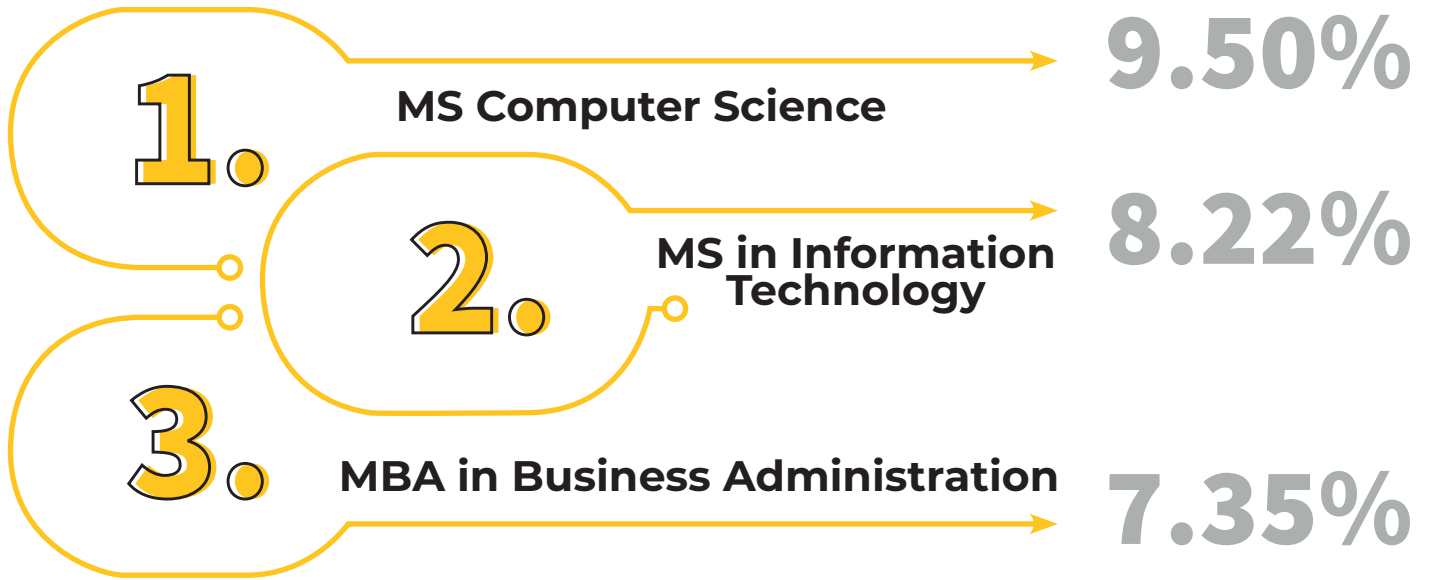 1.
MS Computer Science
9.50%
2.
MS in Information
Technology
8.22%
3.
MBA in Business Administration
7.35%